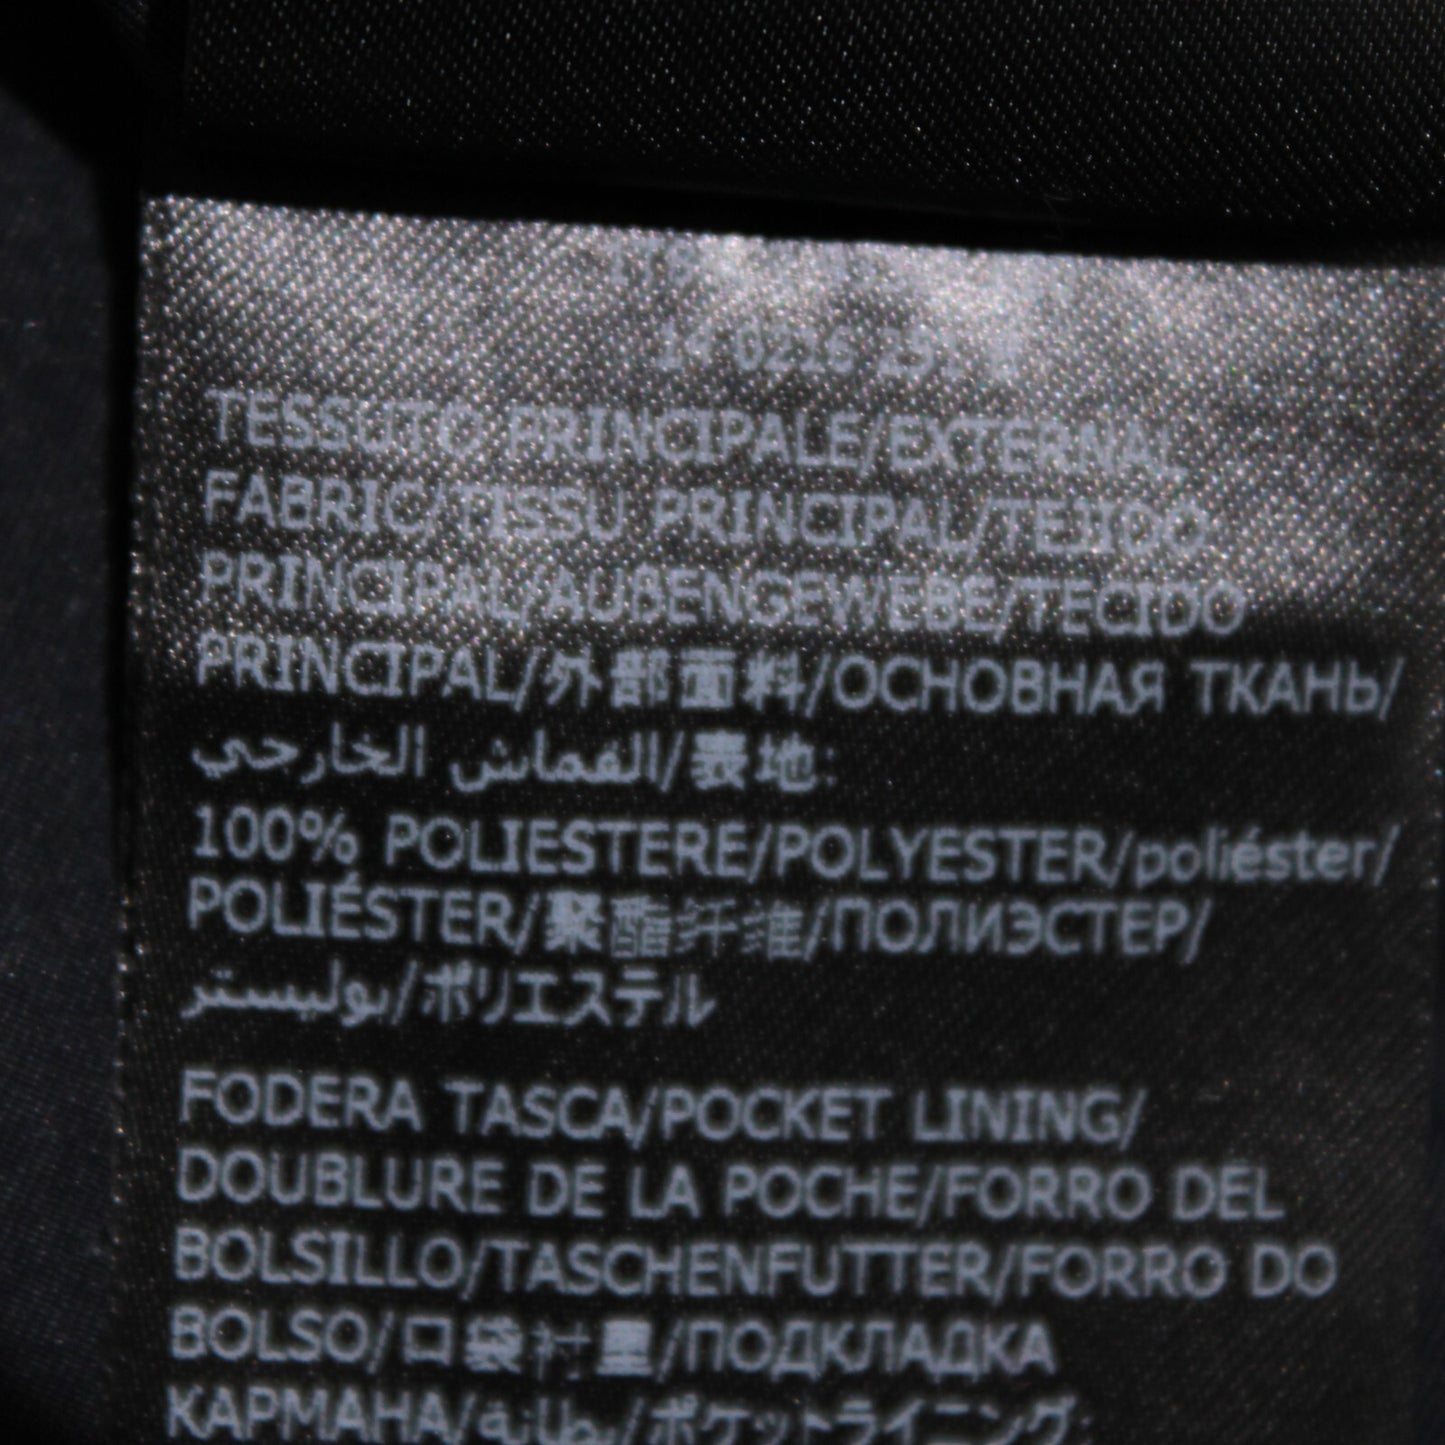 TESSUTO PRINCIPALE/EXTERNAL
FABRIC/TISSU PRINCIPAL/TEJIDO
PRINCIPAL/AUßENGEWEBE/TECIDO
PRINCIPAL/外部面料/ОСНОВНАЯ ТКАНЬ/
القماش الخارجي/表地:
100% POLIESTERE/POLYESTER/poliéster/
POLIÉSTER/聚酯纤维/ПОЛИЭСТЕР/
بوليستر/ポリエステル
FODERA TASCA/POCKET LINING/
DOUBLURE DE LA POCHE/FORRO DEL
BOLSILLO/TASCHENFUTTER/FORRO DO
BOLSO/口袋衬里/ПОДКЛАДКА
КАРМАНА/بطانة/ポケットライニング: